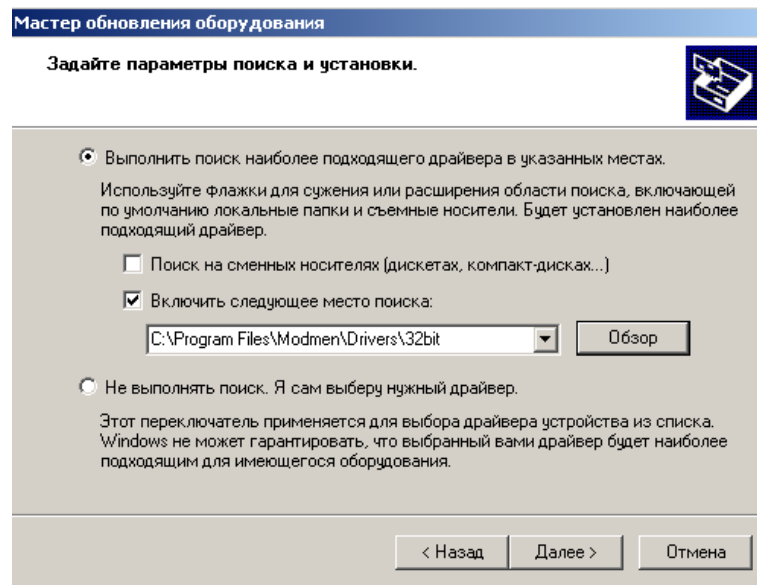 Мастер обновления оборудования
Задайте параметры поиска и установки.
Выполнить поиск наиболее подходящего драйвера в указанных местах.
Используйте флажки для сужения или расширения области поиска, включающей
по умолчанию локальные папки и съемные носители. Будет установлен наиболее
подходящий драйвер.
Поиск на сменных носителях (дискетах, компакт-дисках...)
Включить следующее место поиска:
C:\Program Files\Modmen\Drivers\32bit
Обзор
Не выполнять поиск. Я сам выберу нужный драйвер.
Этот переключатель применяется для выбора драйвера устройства из списка.
Windows не может гарантировать, что выбранный вами драйвер будет наиболее
подходящим для имеющегося оборудования.
< Назад Далее > Отмена